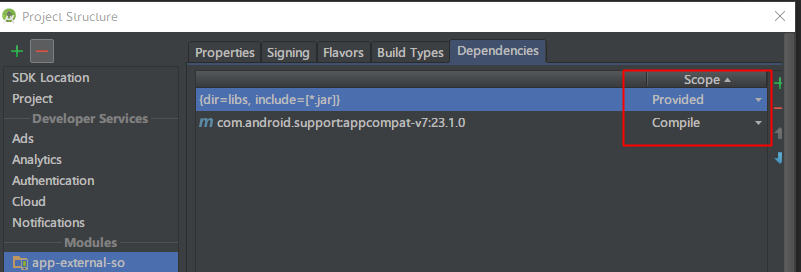 Project Structure
Properties Signing Flavors Build Types Dependencies
SDK Location
Project
Developer Services
Ads
Analytics
Authentication
Cloud
Notifications
Modules
app-external-so
Scope
{dir=libs, include=[*.jar]} Provided
m com.android.support:appcompat-v7:23.1.0 Compile